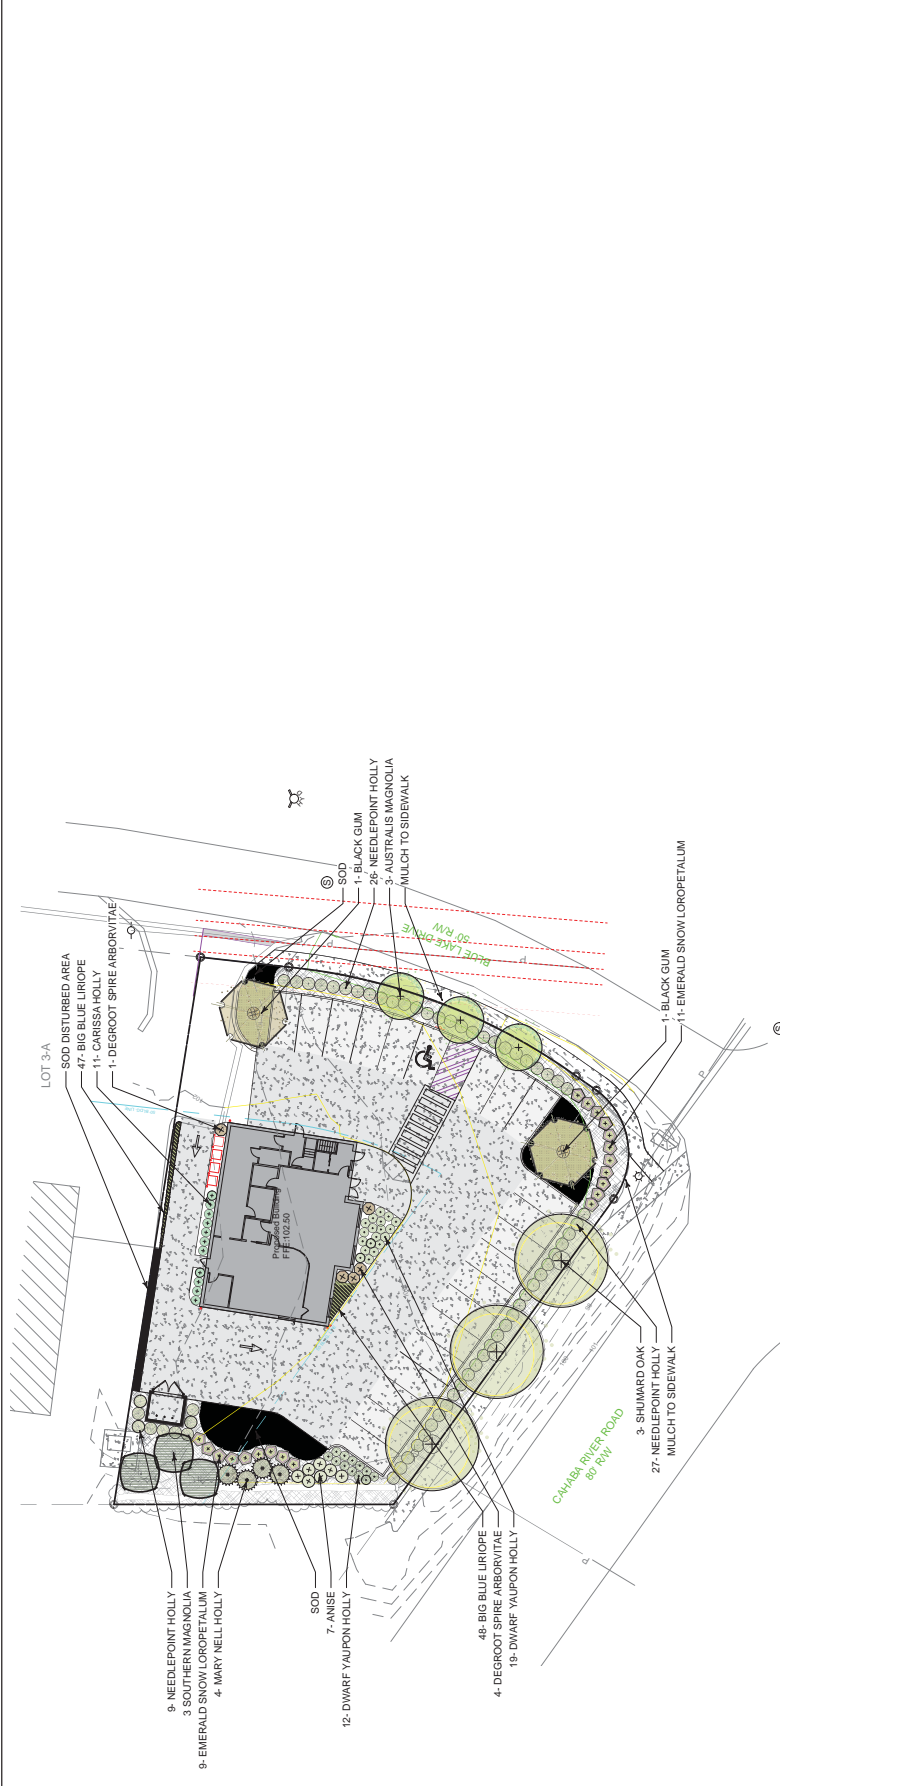 LOT 3-A
SOD DISTURBED AREA
47- BIG BLUE LIRIOPE
11- CARISSA HOLLY
1- DEGROOT SPIRE ARBORVITAE
SOD
1- BLACK GUM
26- NEEDLEPOINT HOLLY
3- AUSTRALIS MAGNOLIA
MULCH TO SIDEWALK
S
BLUE LAKE DRIVE
50' R/W
P
1- BLACK GUM
11- EMERALD SNOW LOROPETALUM
P
Proposed Building
FFE:102.50
3- SHUMARD OAK
27- NEEDLEPOINT HOLLY
MULCH TO SIDEWALK
CAHABA RIVER ROAD
80' R/W
P
9- NEEDLEPOINT HOLLY
3 SOUTHERN MAGNOLIA
9- EMERALD SNOW LOROPETALUM
4- MARY NELL HOLLY
SOD
7- ANISE
12- DWARF YAUPON HOLLY
48- BIG BLUE LIRIOPE
4- DEGROOT SPIRE ARBORVITAE
19- DWARF YAUPON HOLLY